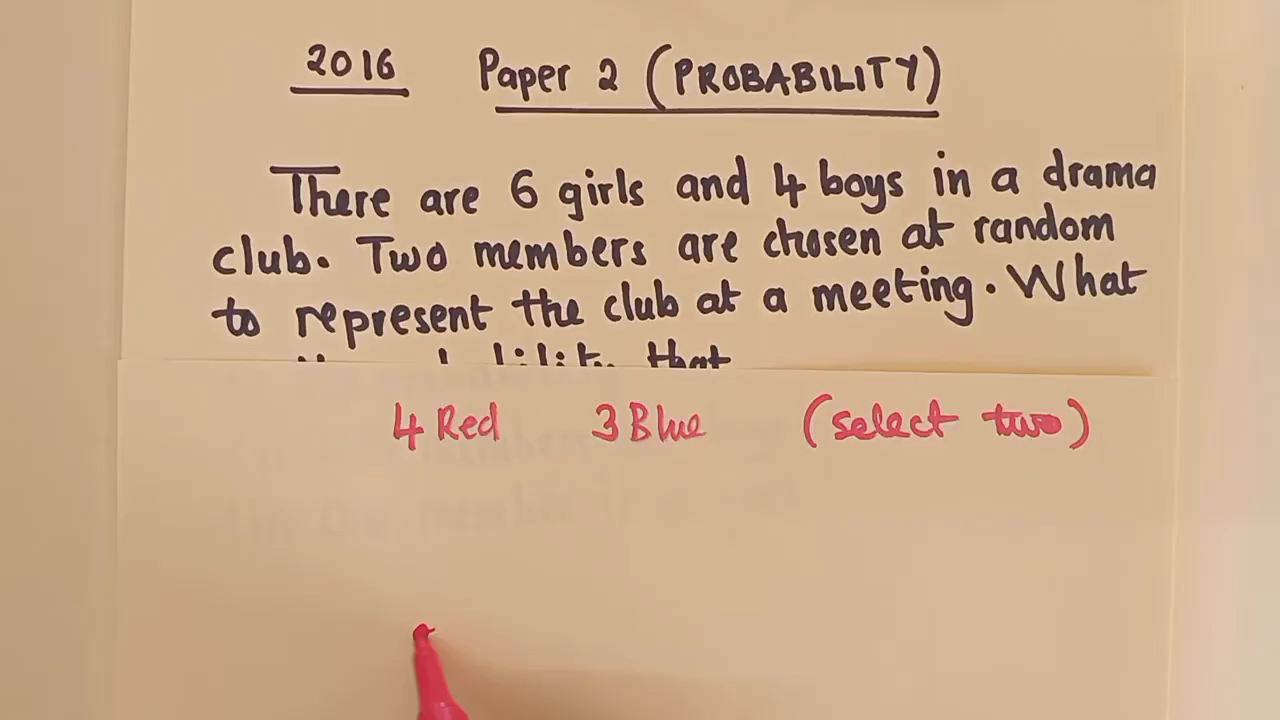 2016 Paper 2 (PROBABILITY)
There are 6 girls and 4 boys in a drama
club. Two members are chosen at random
to represent the club at a meeting. What
that
4 Red 3 Blue (select two)